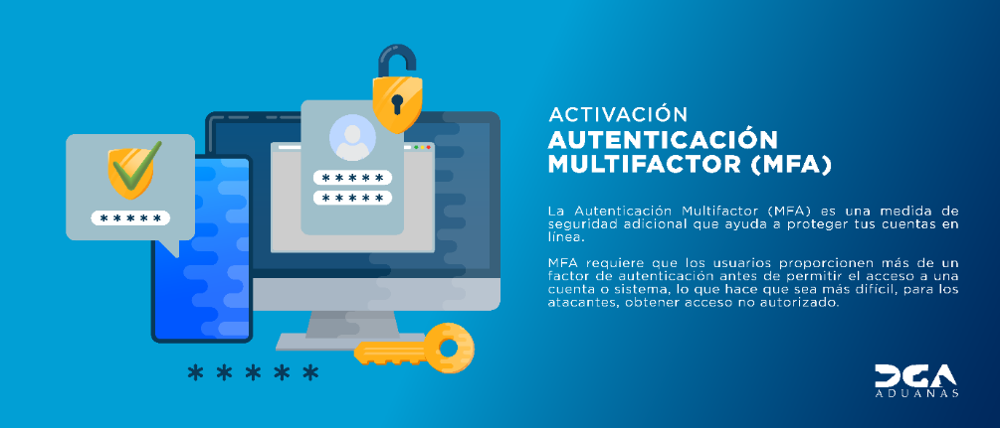 *****
*****
*****
*****
ACTIVACIÓN
AUTENTICACIÓN
MULTIFACTOR (MFA)
La Autenticación Multifactor (MFA) es una medida de
seguridad adicional que ayuda a proteger tus cuentas en
línea.
MFA requiere que los usuarios proporcionen más de un
factor de autenticación antes de permitir el acceso a una
cuenta o sistema, lo que hace que sea más difícil, para los
atacantes, obtener acceso no autorizado.
DGA
ADUANAS